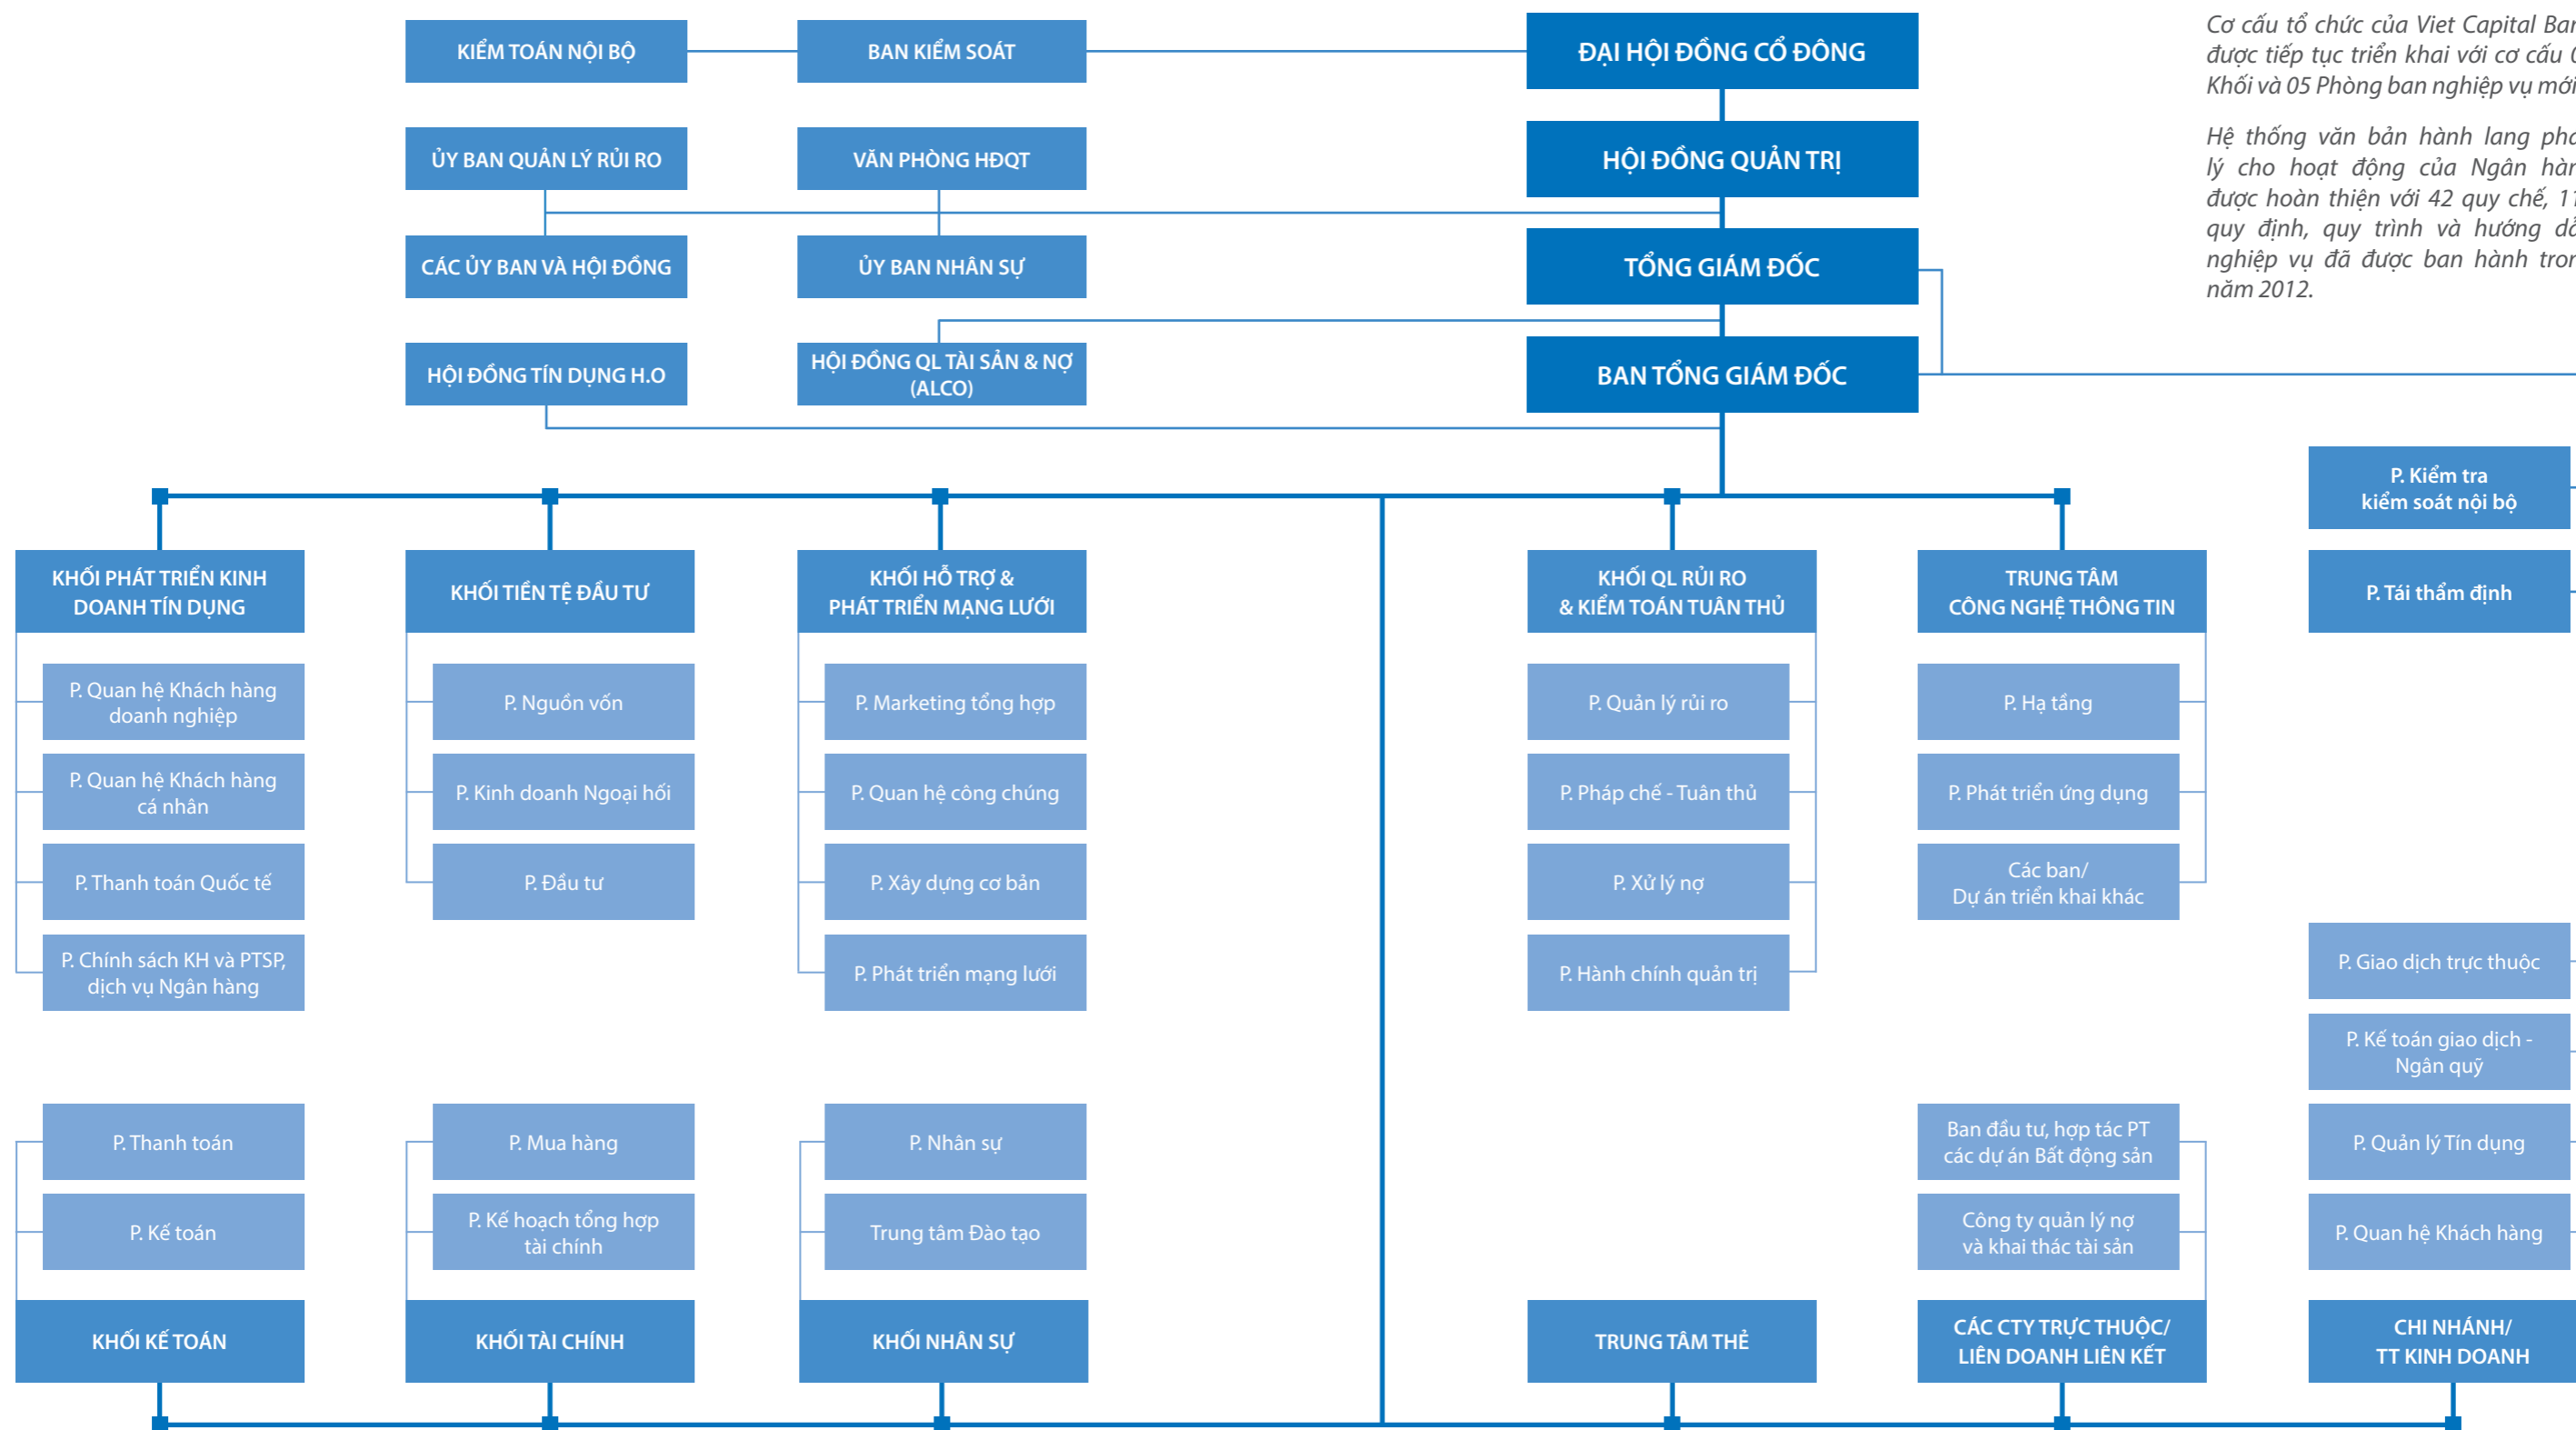 KIỂM TOÁN NỘI BỘ
BAN KIỂM SOÁT
ĐẠI HỘI ĐỒNG CỔ ĐÔNG
Cơ cấu tổ chức của Viet Capital
được tiếp tục triển khai với cơ cấu
Khối và 05 Phòng ban nghiệp vụ mới
ỦY BAN QUẢN LÝ RỦI RO
VĂN PHÒNG HĐQT
HỘI ĐỒNG QUẢN TRỊ
Hệ thống văn bản hành lang
lý cho hoạt động của Ngân
được hoàn thiện với 42 quy chế,
quy định, quy trình và hướng
nghiệp vụ đã được ban hành
năm 2012.
CÁC ỦY BAN VÀ HỘI ĐỒNG
ỦY BAN NHÂN SỰ
TỔNG GIÁM ĐỐC
HỘI ĐỒNG TÍN DỤNG H.O
HỘI ĐỒNG QL TÀI SẢN & NỢ
(ALCO)
BAN TỔNG GIÁM ĐỐC
P. Kiểm tra
kiểm soát nội bộ
KHỐI PHÁT TRIỂN KINH
DOANH TÍN DỤNG
KHỐI TIỀN TỆ ĐẦU TƯ
KHỐI HỖ TRỢ &
PHÁT TRIỂN MẠNG LƯỚI
KHỐI QL RỦI RO
& KIỂM TOÁN TUÂN THỦ
TRUNG TÂM
CÔNG NGHỆ THÔNG TIN
P. Tái thẩm định
P. Quan hệ Khách hàng
doanh nghiệp
P. Nguồn vốn
P. Marketing tổng hợp
P. Quản lý rủi ro
P. Hạ tầng
P. Quan hệ Khách hàng
cá nhân
P. Kinh doanh Ngoại hối
P. Quan hệ công chúng
P. Pháp chế - Tuân thủ
P. Phát triển ứng dụng
P. Thanh toán Quốc tế
P. Đầu tư
P. Xây dựng cơ bản
P. Xử lý nợ
Các ban/
Dự án triển khai khác
P. Chính sách KH và PTSP,
dịch vụ Ngân hàng
P. Phát triển mạng lưới
P. Hành chính quản trị
P. Giao dịch trực thuộc
P. Kế toán giao dịch -
Ngân quỹ
P. Thanh toán
P. Mua hàng
P. Nhân sự
Ban đầu tư, hợp tác PT
các dự án Bất động sản
P. Quản lý Tín dụng
P. Kế toán
P. Kế hoạch tổng hợp
tài chính
Trung tâm Đào tạo
Công ty quản lý nợ
và khai thác tài sản
P. Quan hệ Khách hàng
KHỐI KẾ TOÁN
KHỐI TÀI CHÍNH
KHỐI NHÂN SỰ
TRUNG TÂM THẺ
CÁC CTY TRỰC THUỘC/
LIÊN DOANH LIÊN KẾT
CHI NHÁNH/
TT KINH DOANH